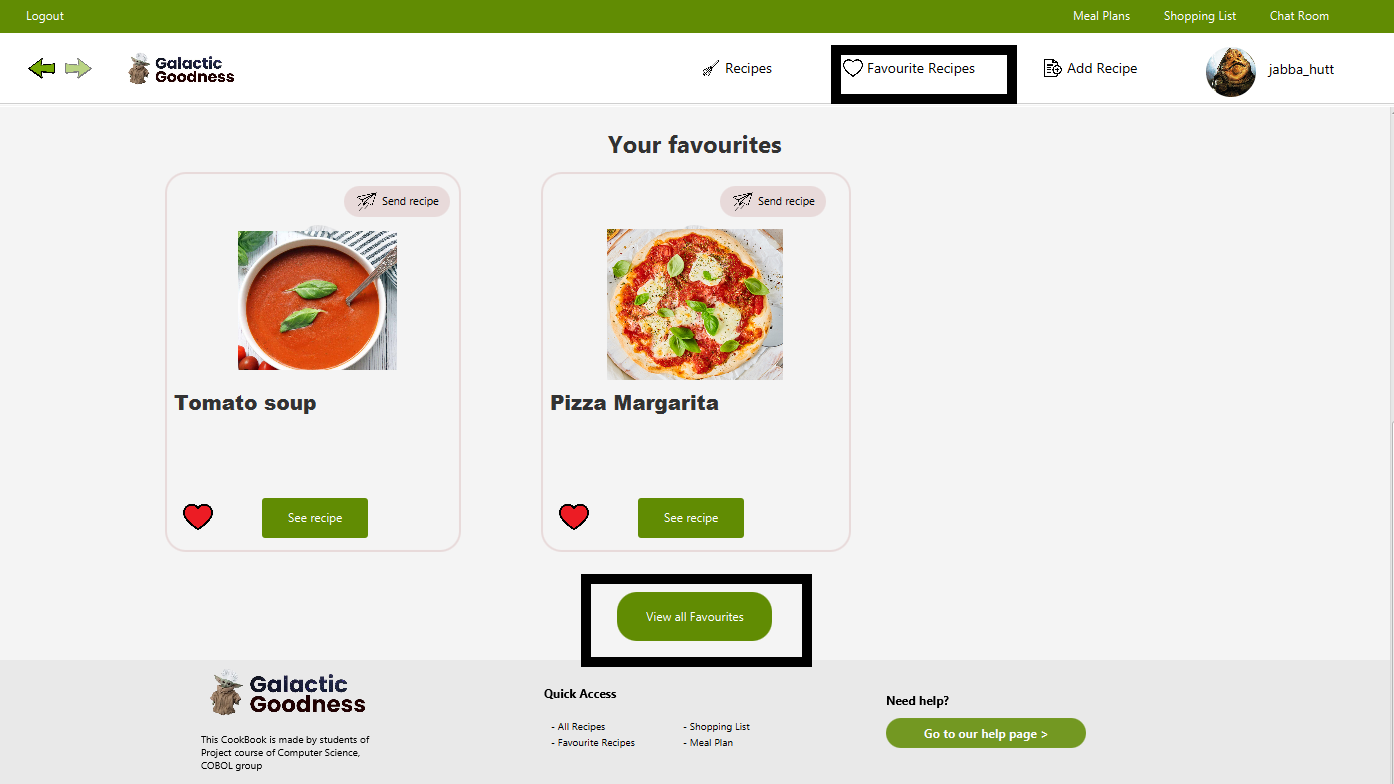 Logout
Meal Plans
Shopping List
Chat Room
Galactic
Goodness
Recipes
Favourite Recipes
Add Recipe
jabba_hutt
Your favourites
Send recipe
Send recipe
Tomato soup
Pizza Margarita
See recipe
See recipe
View all Favourites
Galactic
Goodness
This CookBook is made by students of
Project course of Computer Science,
COBOL group
Quick Access
- All Recipes
- Favourite Recipes
- Shopping List
- Meal Plan
Need help?
Go to our help page >